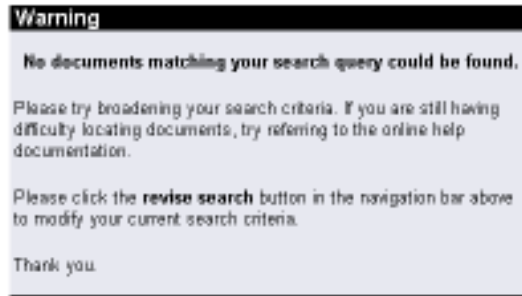 Warning
No documents matching your search query could be found.
Please try broadening your search criteria. If you are still having
difficulty locating documents, try referring to the online help
documentation.
Please click the revise search button in the navigation bar above
to modify your current search criteria.
Thank you.